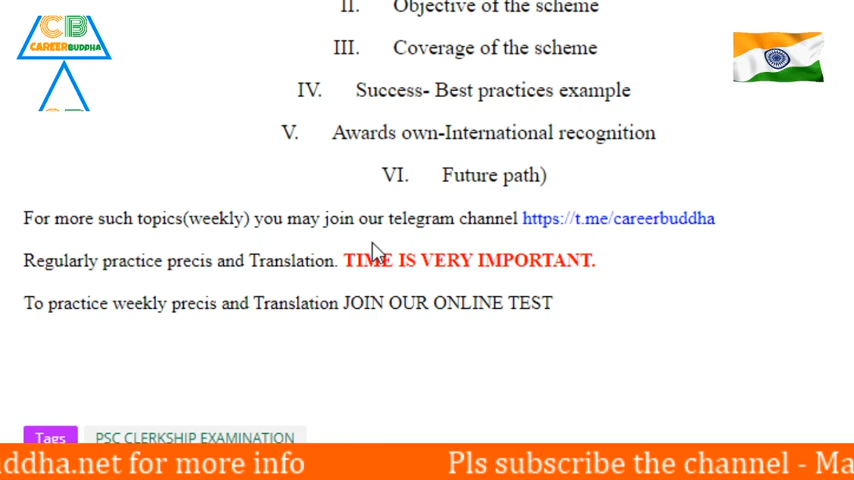 CB
CAREERBUDDHA
II. Objective of the scheme
III. Coverage of the scheme
IV. Success- Best practices example
V. Awards own-International recognition
VI. Future path)
For more such topics(weekly) you may join our telegram channel https://t.me/careerbuddha
Regularly practice precis and Translation. TIME IS VERY IMPORTANT.
To practice weekly precis and Translation JOIN OUR ONLINE TEST
Tags PSC CLERKSHIP EXAMINATION
ddha.net for more info Pls subscribe the channel - Ma